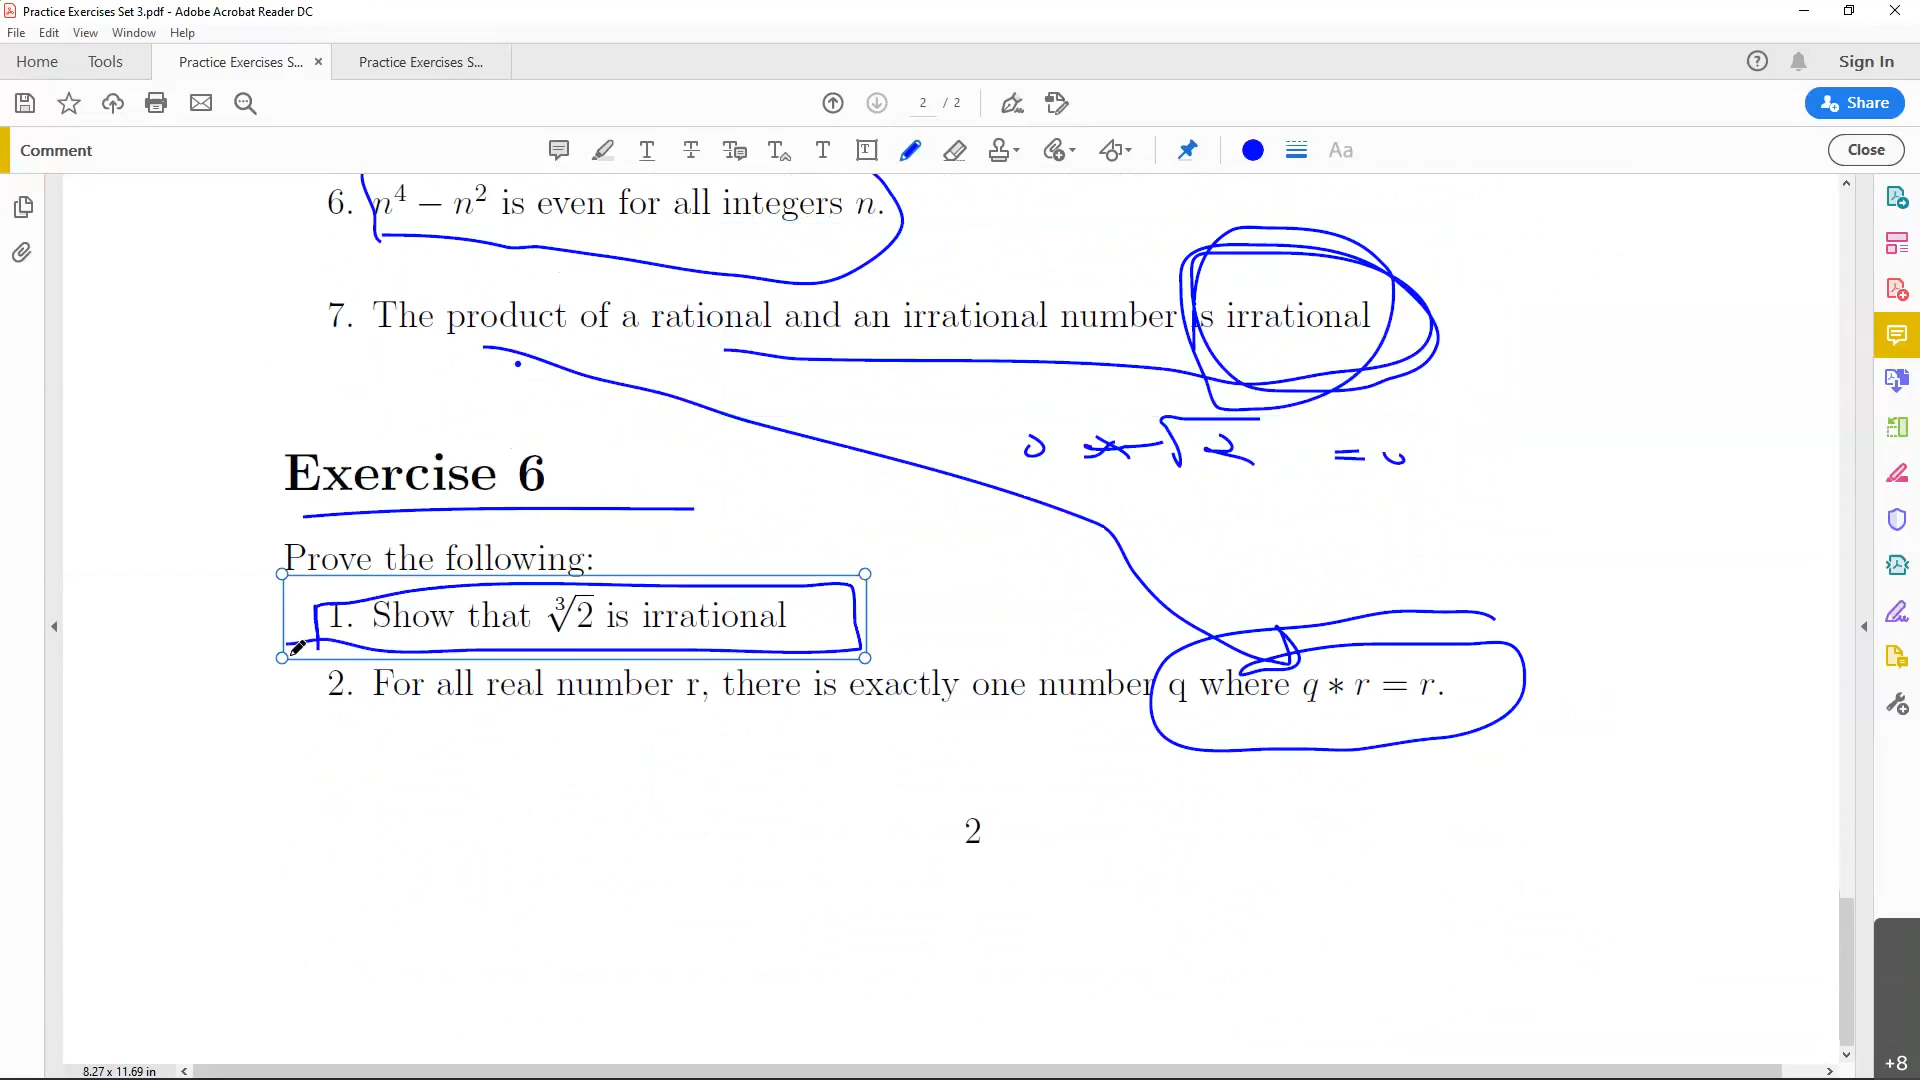 Practice Exercises Set 3.pdf - Adobe Acrobat Reader DC
File Edit View Window Help
Home Tools Practice Exercises S... × Practice Exercises S... Sign In
2 / 2 Share
Comment Aa Close
6. n⁴ − n² is even for all integers n.
7. The product of a rational and an irrational number is irrational
0 * √2 = 0
Exercise 6
Prove the following:
1. Show that ∛2 is irrational
2. For all real number r, there is exactly one number q where q * r = r.
2
8.27 x 11.69 in
+8